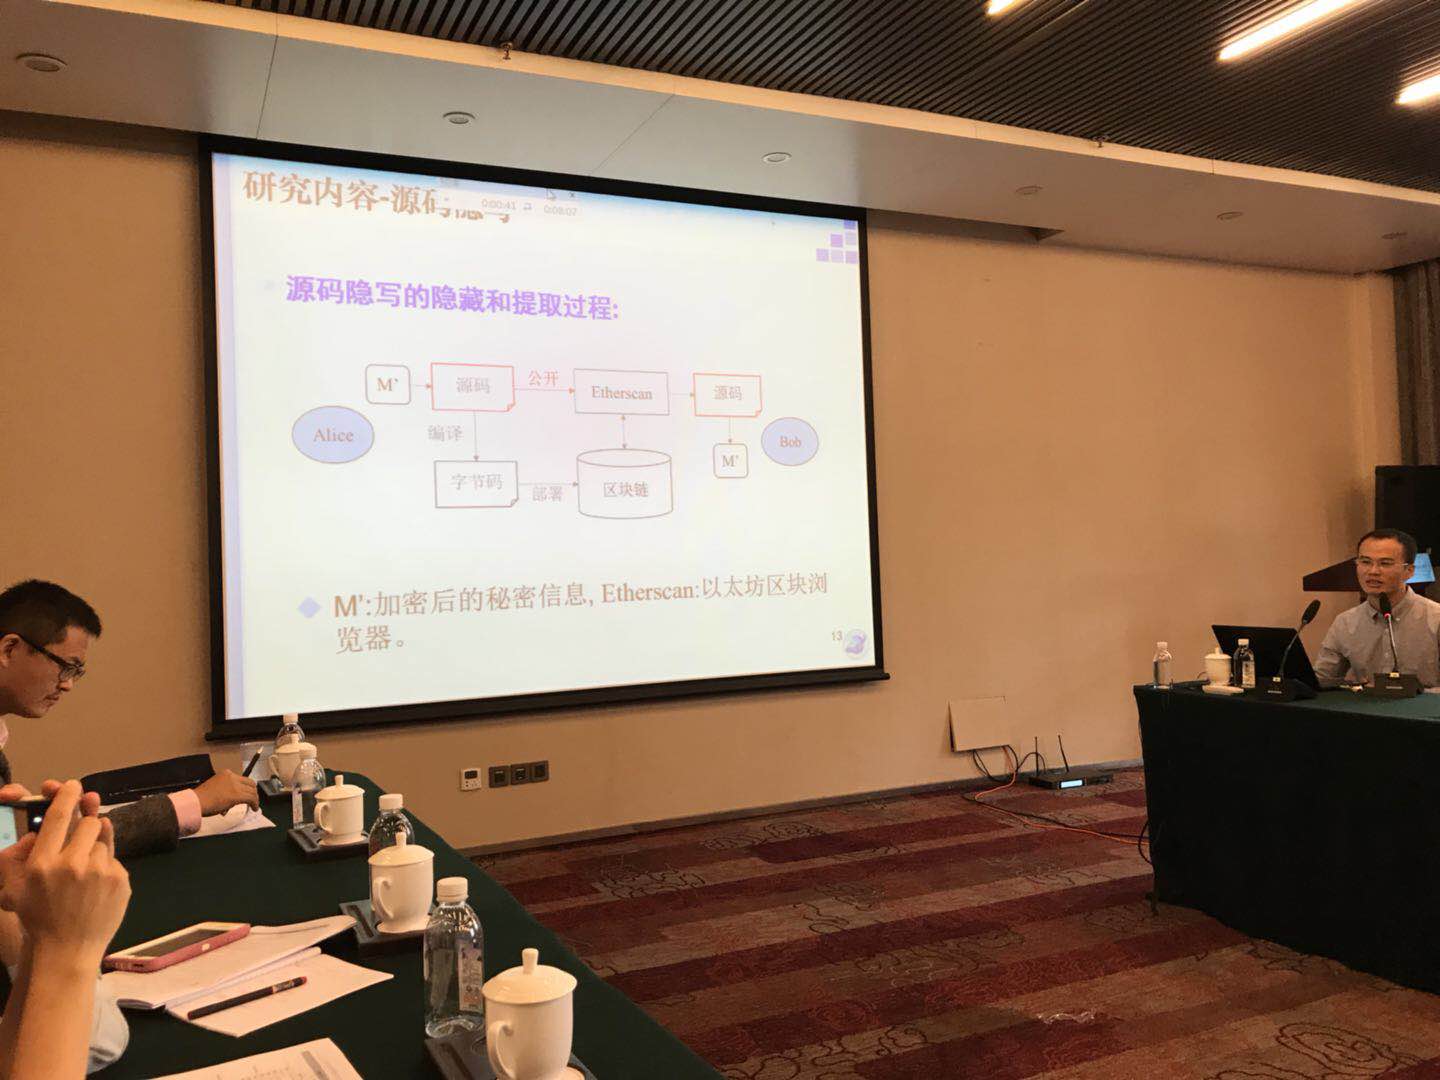 研究内容-源码隐写
0:00:41 0:08:07
源码隐写的隐藏和提取过程:
M' 源码 公开 Etherscan 源码
Alice 编译 Bob
M'
字节码 部署 区块链
M':加密后的秘密信息, Etherscan:以太坊区块浏
览器。
13